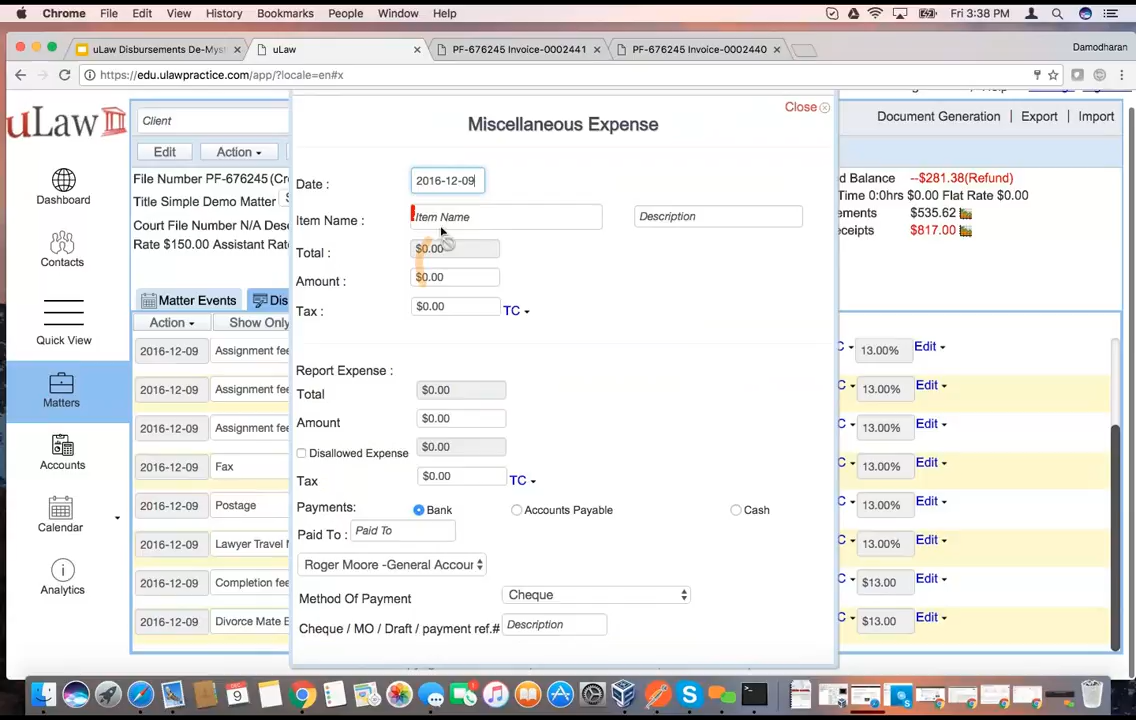 Chrome File Edit View History Bookmarks People Window Help Fri 3:38 PM
uLaw Disbursements De-Mys × uLaw × PF-676245 Invoice-0002441 × PF-676245 Invoice-0002440 × Damodharan
https://edu.ulawpractice.com/app/?locale=en#x
uLaw
Client
Close
Document Generation | Export | Import
Miscellaneous Expense
Edit Action
File Number PF-676245
Title Simple Demo Matter
Court File Number N/A
Rate $150.00 Assistant
d Balance --$281.38(Refund)
Time 0:0hrs $0.00 Flat Rate $0.00
ements $535.62
ceipts $817.00
Dashboard
Contacts
Quick View
Matters
Accounts
Calendar
Analytics
Date : 2016-12-09
Item Name : Item Name Description
Total : $0.00
Amount : $0.00
Tax : $0.00 TC
Matter Events Dis
Action Show Only
2016-12-09 Assignment fee C 13.00% Edit
2016-12-09 Assignment fee C 13.00% Edit
2016-12-09 Assignment fee C 13.00% Edit
2016-12-09 Fax C 13.00% Edit
2016-12-09 Postage C 13.00% Edit
2016-12-09 Lawyer Travel C 13.00% Edit
2016-12-09 Completion fee C $13.00 Edit
2016-12-09 Divorce Mate C $13.00 Edit
Report Expense :
Total $0.00
Amount $0.00
Disallowed Expense $0.00
Tax $0.00 TC
Payments: Bank Accounts Payable Cash
Paid To : Paid To
Roger Moore -General Accour
Method Of Payment Cheque
Cheque / MO / Draft / payment ref.# Description